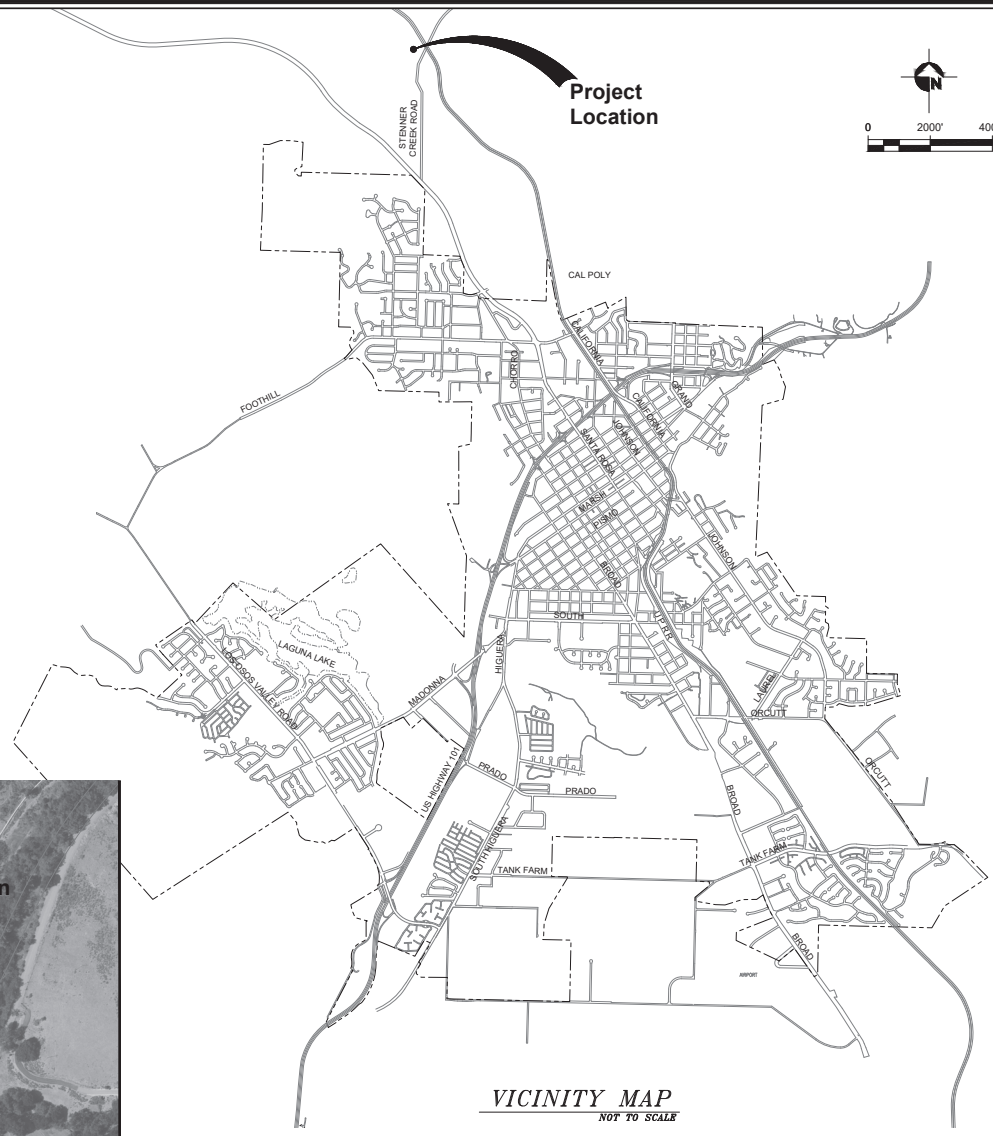 Project
Location
N
0 2000' 400
STENNER
CREEK ROAD
CAL POLY
CALIFORNIA
CHORRO
GRAND
CALIFORNIA
FOOTHILL
JOHNSON
SANTA ROSA
MARSH
PISMO
JOHNSON
BROAD
SOUTH
UPRR
LAGUNA LAKE
HIGUERA
LOS OSOS VALLEY ROAD
LAUREL
MADONNA
ORCUTT
ORCUTT
US HIGHWAY 101
PRADO
PRADO
BROAD
SOUTH HIGUERA
TANK FARM
TANK FARM
n
BROAD
AIRPORT
VICINITY MAP
NOT TO SCALE